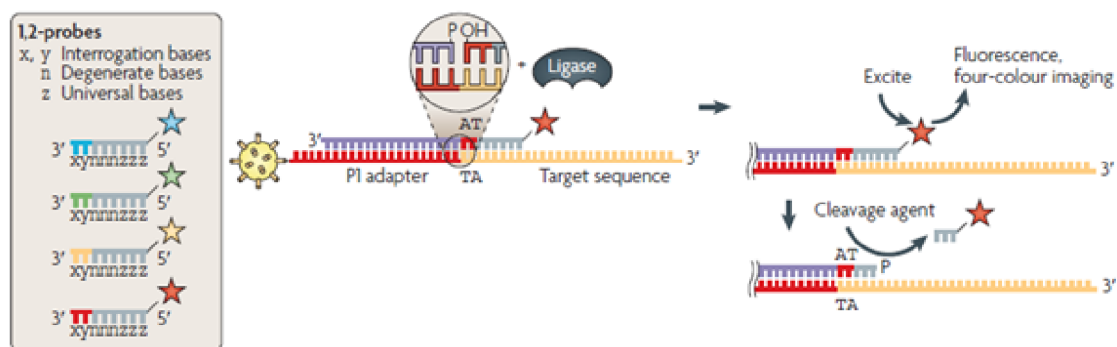 1,2-probes
x, y Interrogation bases
n Degenerate bases
z Universal bases
3′ 5′
xynnnzzz
3′ 5′
xynnnzzz
3′ 5′
xynnnzzz
3′ 5′
xynnnzzz
P OH
+
Ligase
AT
3′
3′
P1 adapter
TA
Target sequence
Excite
Fluorescence,
four-colour imaging
3′
Cleavage agent
AT
P
3′
TA